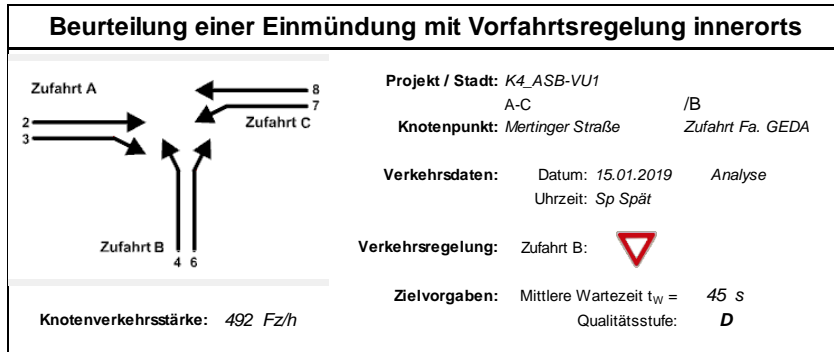 Beurteilung einer Einmündung mit Vorfahrtsregelung innerorts
Zufahrt A
8
7
Zufahrt C
2
3
Zufahrt B
4 6
Knotenverkehrsstärke: 492 Fz/h
Projekt / Stadt: K4_ASB-VU1
A-C /B
Knotenpunkt: Mertinger Straße Zufahrt Fa. GEDA
Verkehrsdaten: Datum: 15.01.2019 Analyse
Uhrzeit: Sp Spät
Verkehrsregelung: Zufahrt B:
Zielvorgaben: Mittlere Wartezeit tW = 45 s
Qualitätsstufe: D